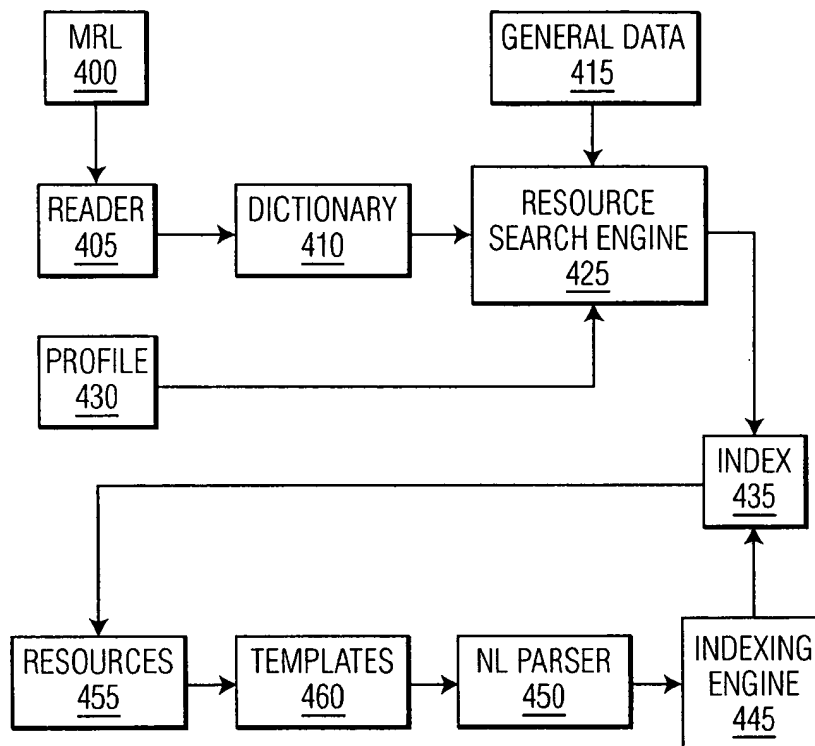 MRL
400
GENERAL DATA
415
READER
405
DICTIONARY
410
RESOURCE
SEARCH ENGINE
425
PROFILE
430
INDEX
435
RESOURCES
455
TEMPLATES
460
NL PARSER
450
INDEXING
ENGINE
445